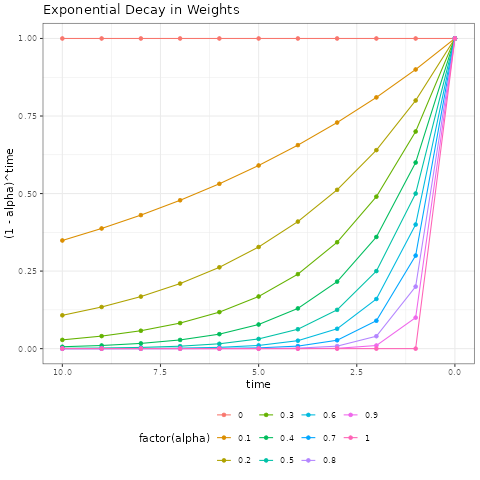 Exponential Decay in Weights
(1 - alpha)^time
1.00
0.75
0.50
0.25
0.00
10.0 7.5 5.0 2.5 0.0
time
factor(alpha)
0 0.3 0.6 0.9
0.1 0.4 0.7 1
0.2 0.5 0.8